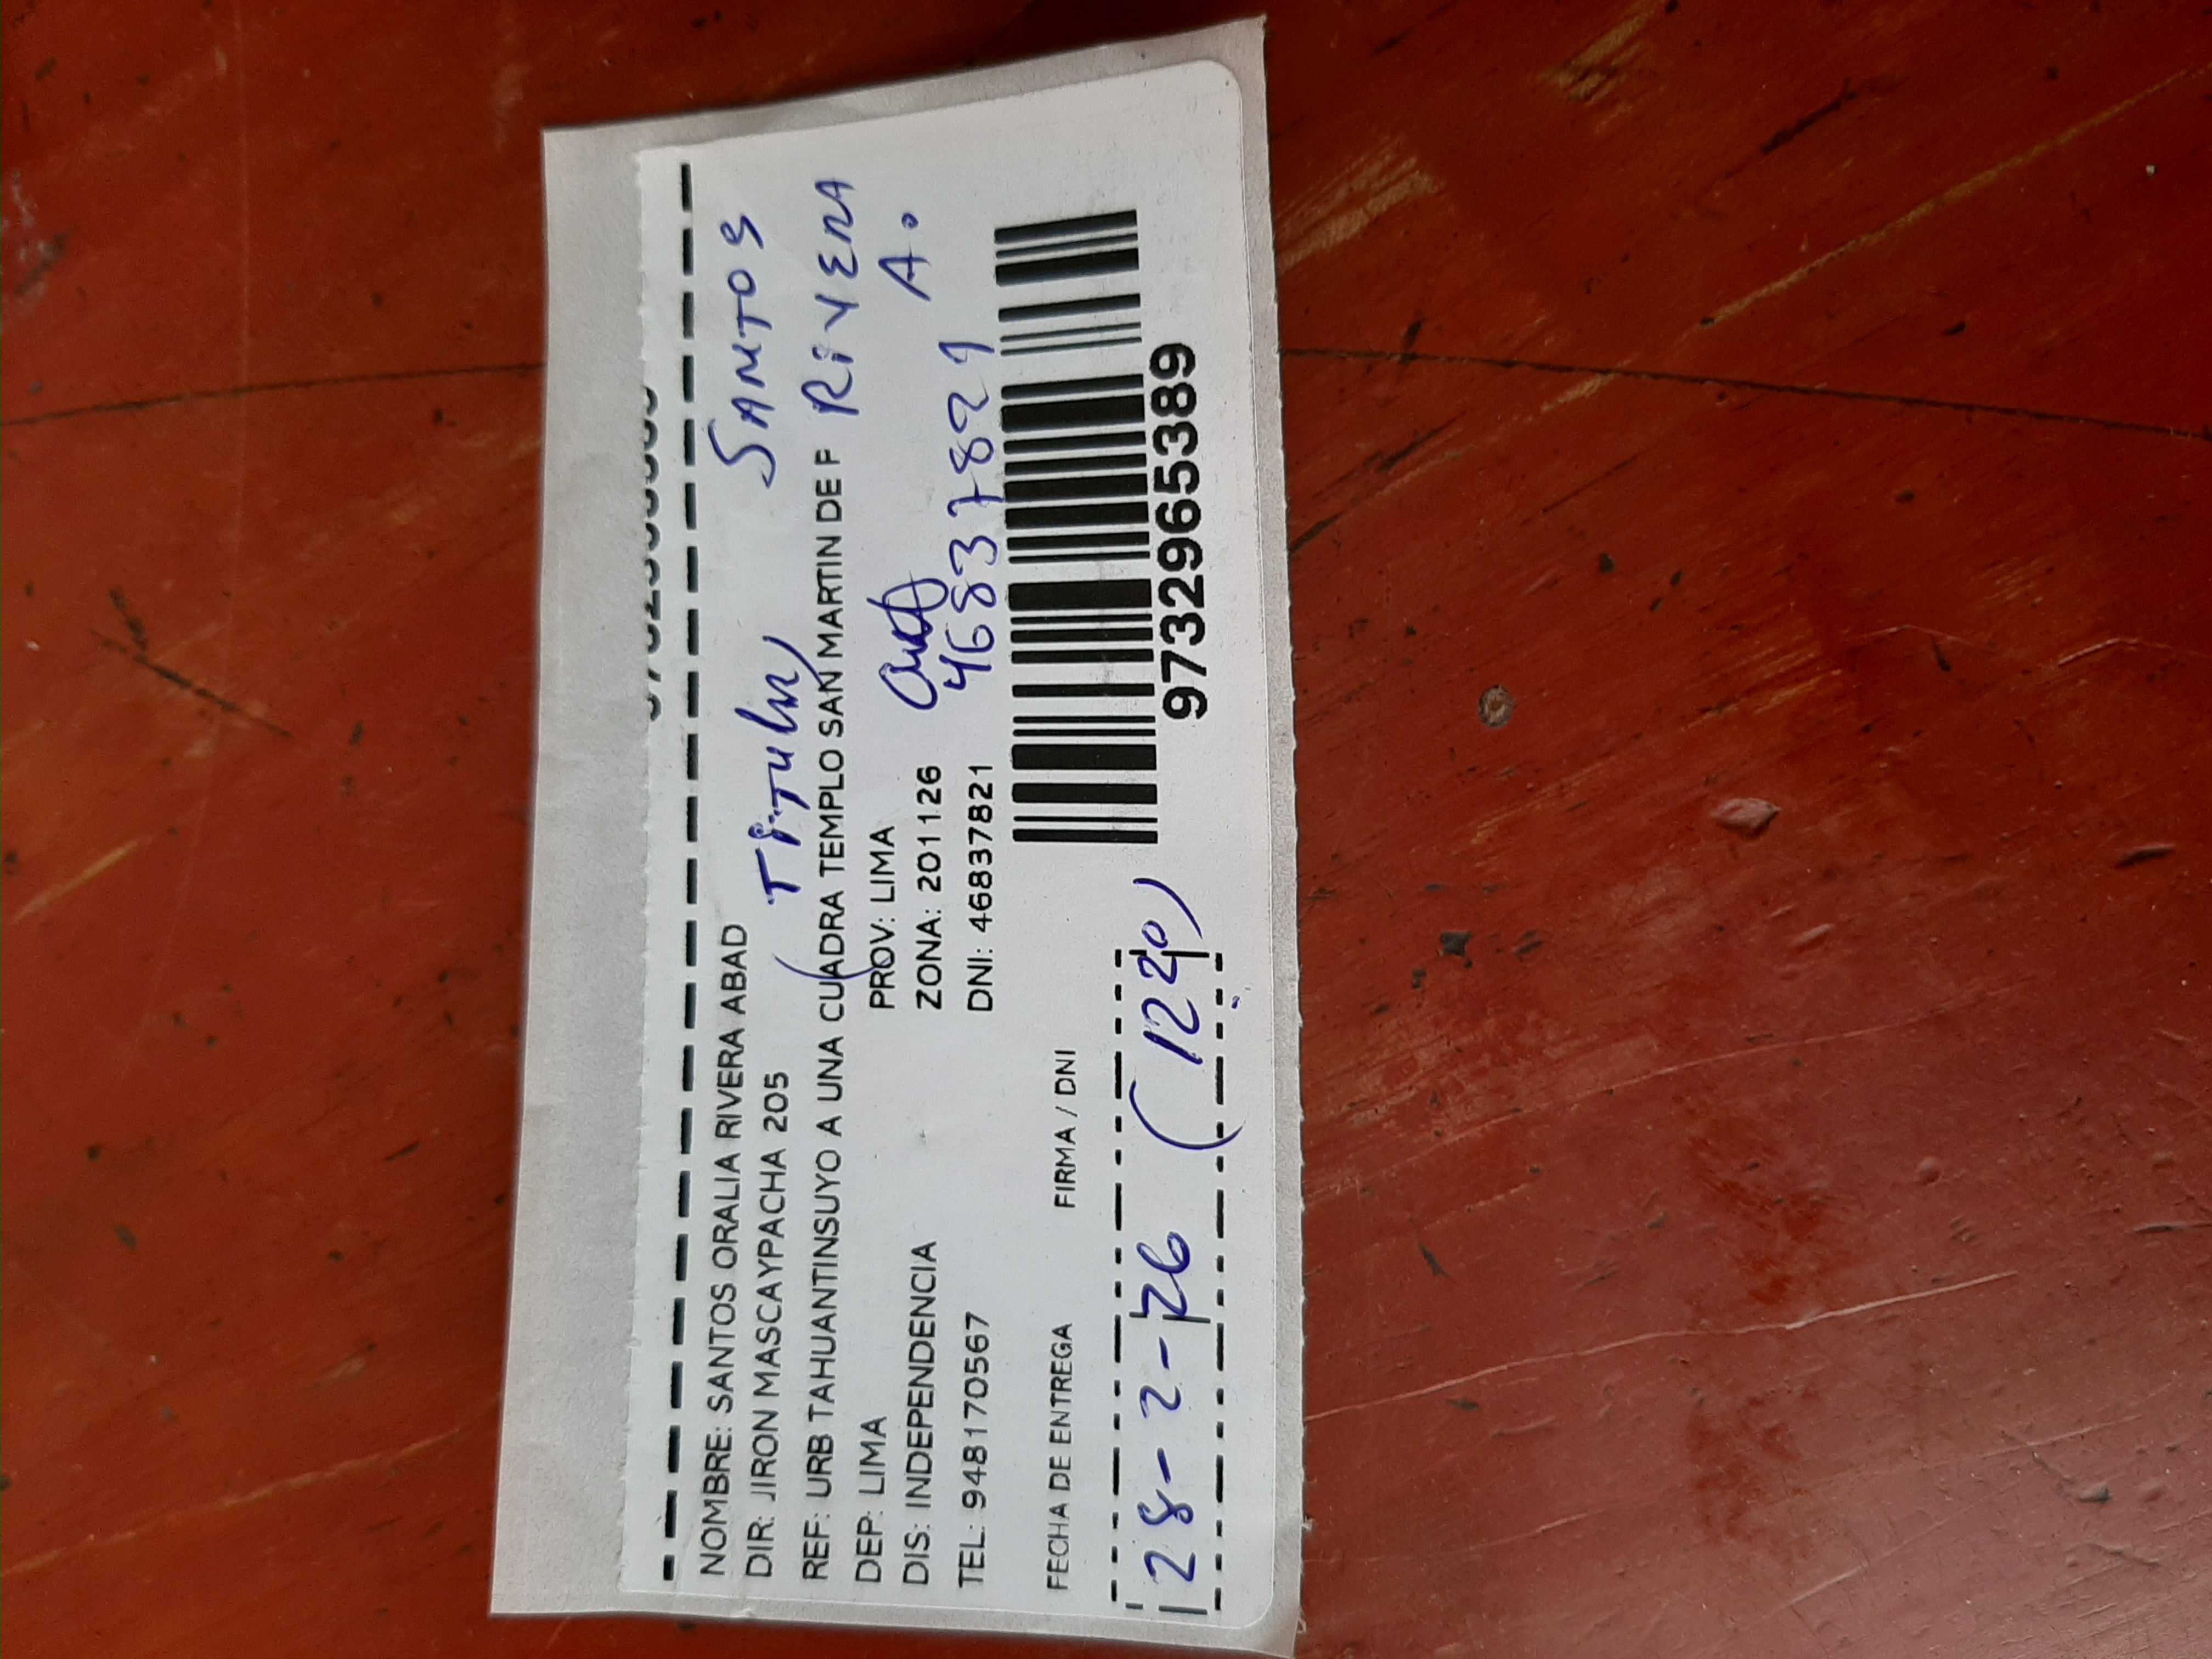 NOMBRE: SANTOS ORALIA RIVERA ABAD
DIR: JIRON MASCAYPACHA 205
(Titular)
SANTOS
REF: URB TAHUANTINSUYO A UNA CUADRA TEMPLO SAN MARTIN DE P
RIVERA
A.
DEP: LIMA PROV: LIMA
DIS: INDEPENDENCIA ZONA: 201126
TEL: 948170567 DNI: 46837821
46837821
FECHA DE ENTREGA FIRMA / DNI
28-2-26 (1240)
9732965389